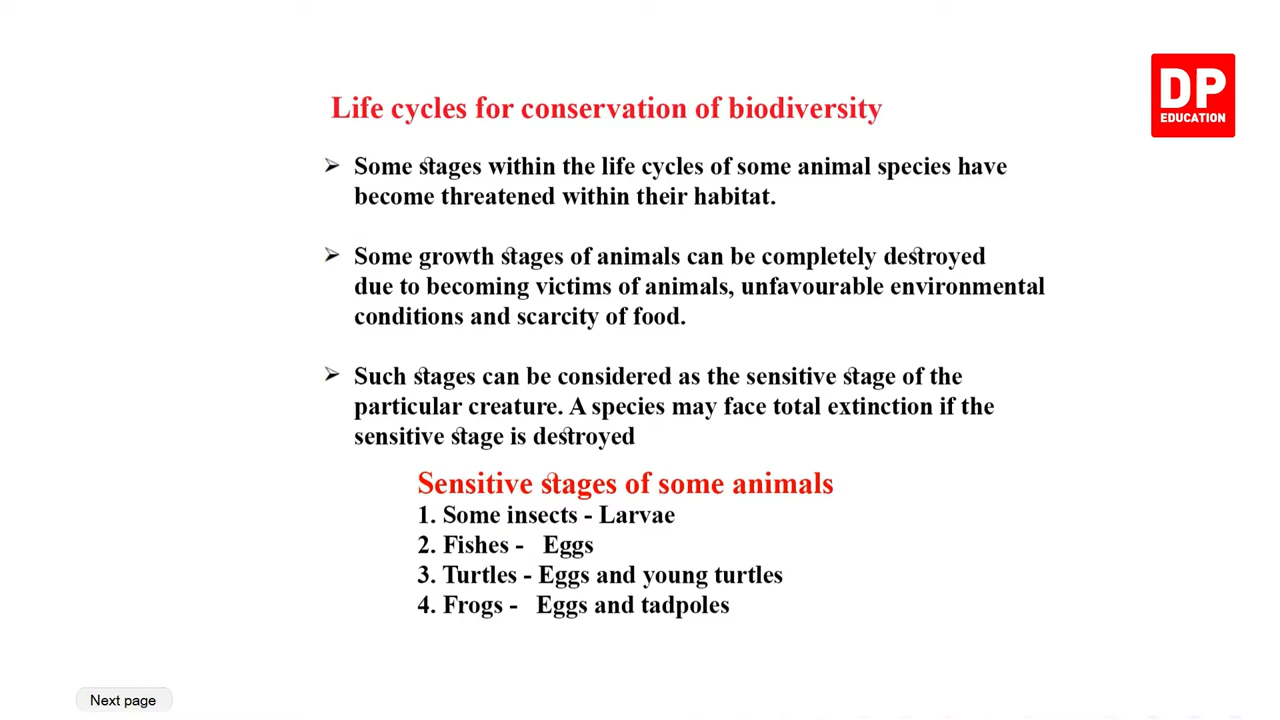 DP
EDUCATION
Life cycles for conservation of biodiversity
➢ Some stages within the life cycles of some animal species have
become threatened within their habitat.
➢ Some growth stages of animals can be completely destroyed
due to becoming victims of animals, unfavourable environmental
conditions and scarcity of food.
➢ Such stages can be considered as the sensitive stage of the
particular creature. A species may face total extinction if the
sensitive stage is destroyed
Sensitive stages of some animals
1. Some insects - Larvae
2. Fishes - Eggs
3. Turtles - Eggs and young turtles
4. Frogs - Eggs and tadpoles
Next page